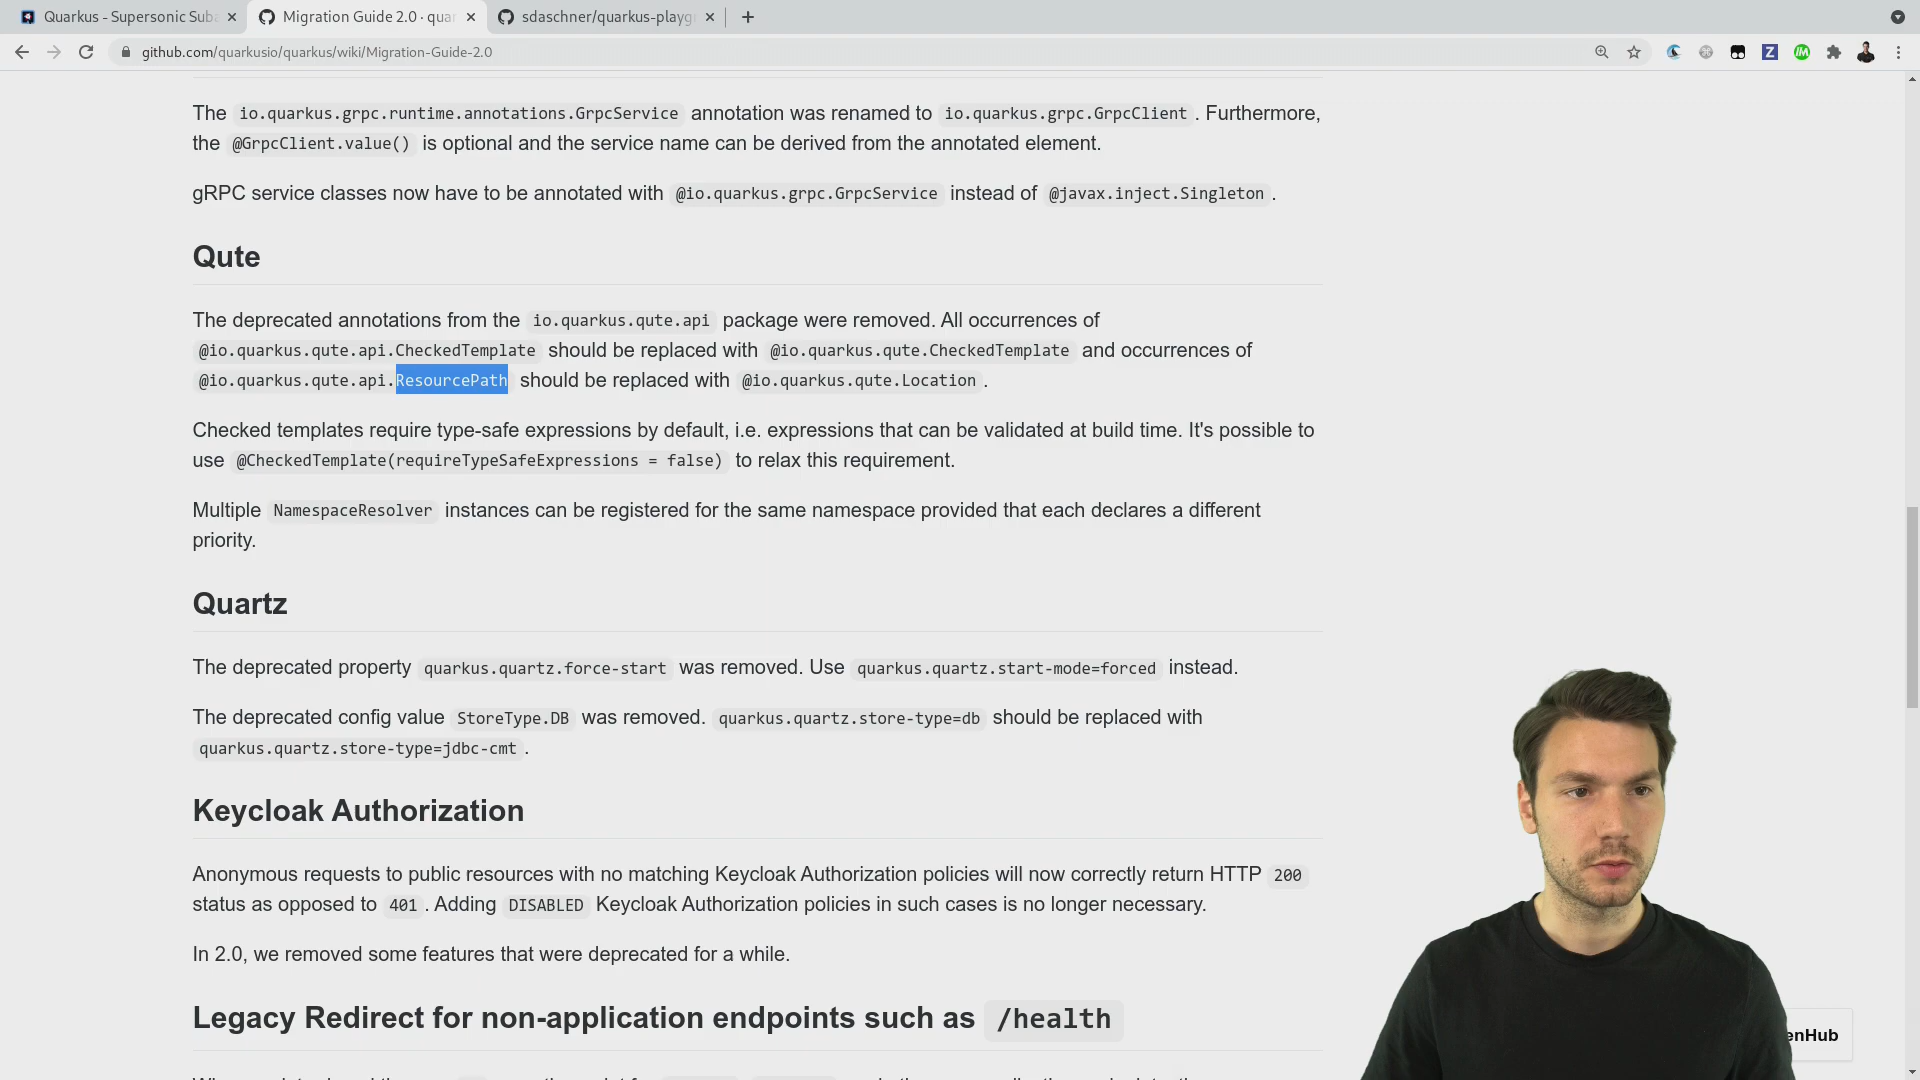 Quarkus - Supersonic Suba
Migration Guide 2.0 · quar
sdaschner/quarkus-playg
github.com/quarkusio/quarkus/wiki/Migration-Guide-2.0
The io.quarkus.grpc.runtime.annotations.GrpcService annotation was renamed to io.quarkus.grpc.GrpcClient . Furthermore,
the @GrpcClient.value() is optional and the service name can be derived from the annotated element.
gRPC service classes now have to be annotated with @io.quarkus.grpc.GrpcService instead of @javax.inject.Singleton .
Qute
The deprecated annotations from the io.quarkus.qute.api package were removed. All occurrences of
@io.quarkus.qute.api.CheckedTemplate should be replaced with @io.quarkus.qute.CheckedTemplate and occurrences of
@io.quarkus.qute.api.ResourcePath should be replaced with @io.quarkus.qute.Location .
Checked templates require type-safe expressions by default, i.e. expressions that can be validated at build time. It's possible to
use @CheckedTemplate(requireTypeSafeExpressions = false) to relax this requirement.
Multiple NamespaceResolver instances can be registered for the same namespace provided that each declares a different
priority.
Quartz
The deprecated property quarkus.quartz.force-start was removed. Use quarkus.quartz.start-mode=forced instead.
The deprecated config value StoreType.DB was removed. quarkus.quartz.store-type=db should be replaced with
quarkus.quartz.store-type=jdbc-cmt .
Keycloak Authorization
Anonymous requests to public resources with no matching Keycloak Authorization policies will now correctly return HTTP 200
status as opposed to 401 . Adding DISABLED Keycloak Authorization policies in such cases is no longer necessary.
In 2.0, we removed some features that were deprecated for a while.
Legacy Redirect for non-application endpoints such as /health
enHub